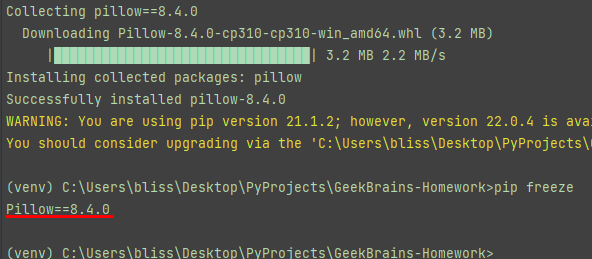 Collecting pillow==8.4.0
Downloading Pillow-8.4.0-cp310-cp310-win_amd64.whl (3.2 MB)
|████████████████████████████████| 3.2 MB 2.2 MB/s
Installing collected packages: pillow
Successfully installed pillow-8.4.0
WARNING: You are using pip version 21.1.2; however, version 22.0.4 is avai
You should consider upgrading via the 'C:\Users\bliss\Desktop\PyProjects\
(venv) C:\Users\bliss\Desktop\PyProjects\GeekBrains-Homework>pip freeze
Pillow==8.4.0
(venv) C:\Users\bliss\Desktop\PyProjects\GeekBrains-Homework>